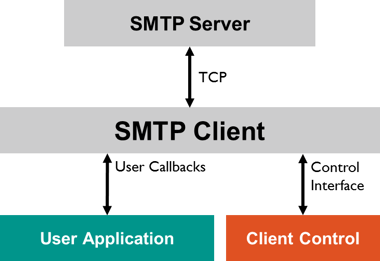 SMTP Server
TCP
SMTP Client
User Callbacks
Control
Interface
User Application
Client Control